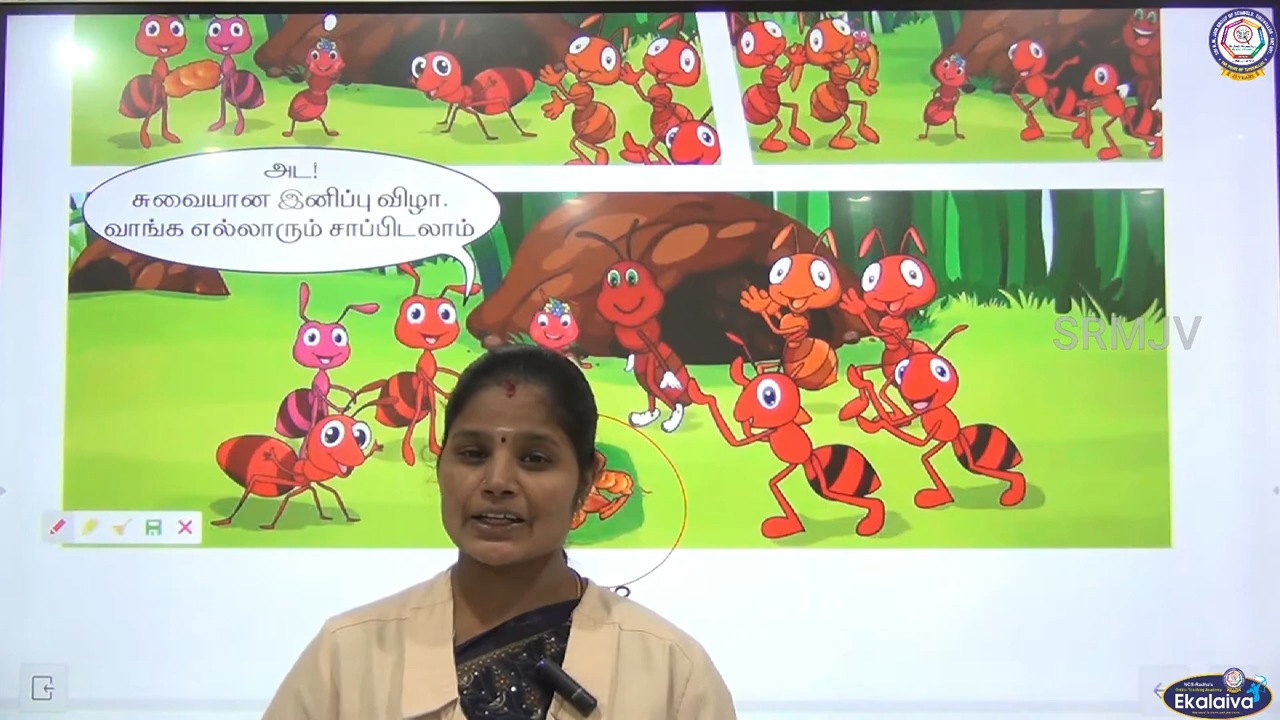 அட!
சுவையான இனிப்பு விழா.
வாங்க எல்லாரும் சாப்பிடலாம்
SRMJV
Ekalaiva